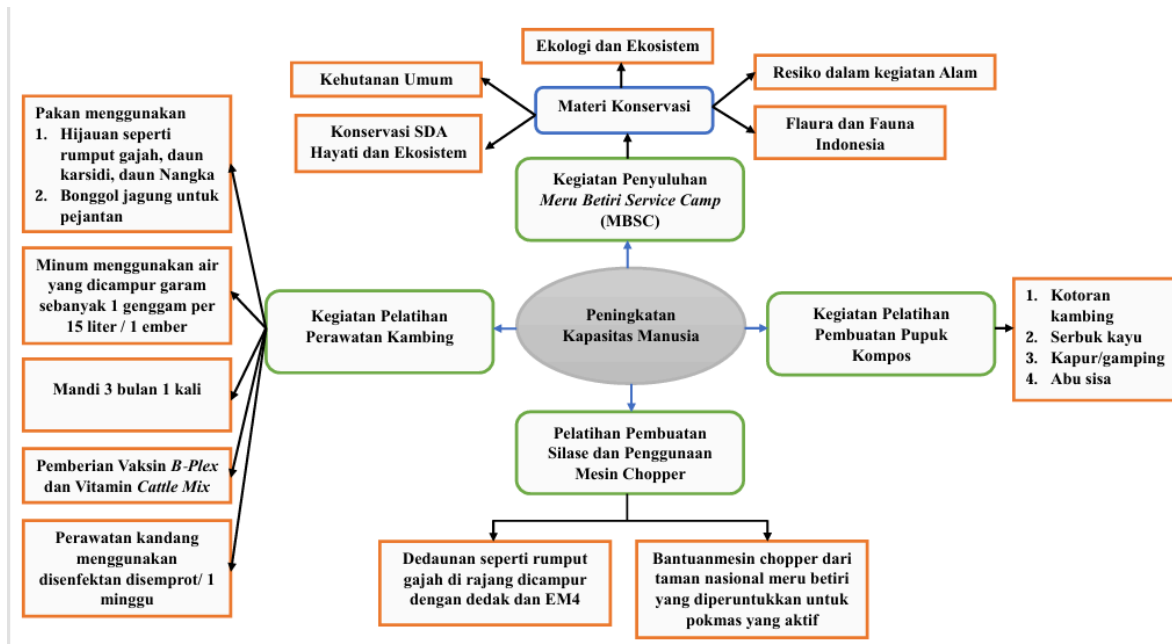 Ekologi dan Ekosistem
Kehutanan Umum
Resiko dalam kegiatan Alam
Materi Konservasi
Konservasi SDA
Hayati dan Ekosistem
Flaura dan Fauna
Indonesia
Kegiatan Penyuluhan
Meru Betiri Service Camp
(MBSC)
Pakan menggunakan
1. Hijauan seperti
rumput gajah, daun
karsidi, daun Nangka
2. Bonggol jagung untuk
pejantan
Minum menggunakan air
yang dicampur garam
sebanyak 1 genggam per
15 liter / 1 ember
Mandi 3 bulan 1 kali
Pemberian Vaksin B-Plex
dan Vitamin Cattle Mix
Perawatan kandang
menggunakan
disenfektan disemprot/ 1
minggu
Kegiatan Pelatihan
Perawatan Kambing
Peningkatan
Kapasitas Manusia
Kegiatan Pelatihan
Pembuatan Pupuk
Kompos
1. Kotoran
kambing
2. Serbuk kayu
3. Kapur/gamping
4. Abu sisa
Pelatihan Pembuatan
Silase dan Penggunaan
Mesin Chopper
Dedaunan seperti rumput
gajah di rajang dicampur
dengan dedak dan EM4
Bantuanmesin chopper dari
taman nasional meru betiri
yang diperuntukkan untuk
pokmas yang aktif